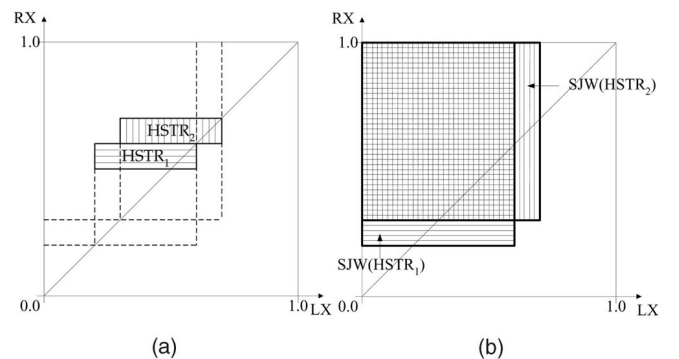 RX
1.0
HSTR2
HSTR1
0.0
1.0
LX
(a)
RX
1.0
SJW(HSTR2)
SJW(HSTR1)
0.0
1.0
LX
(b)